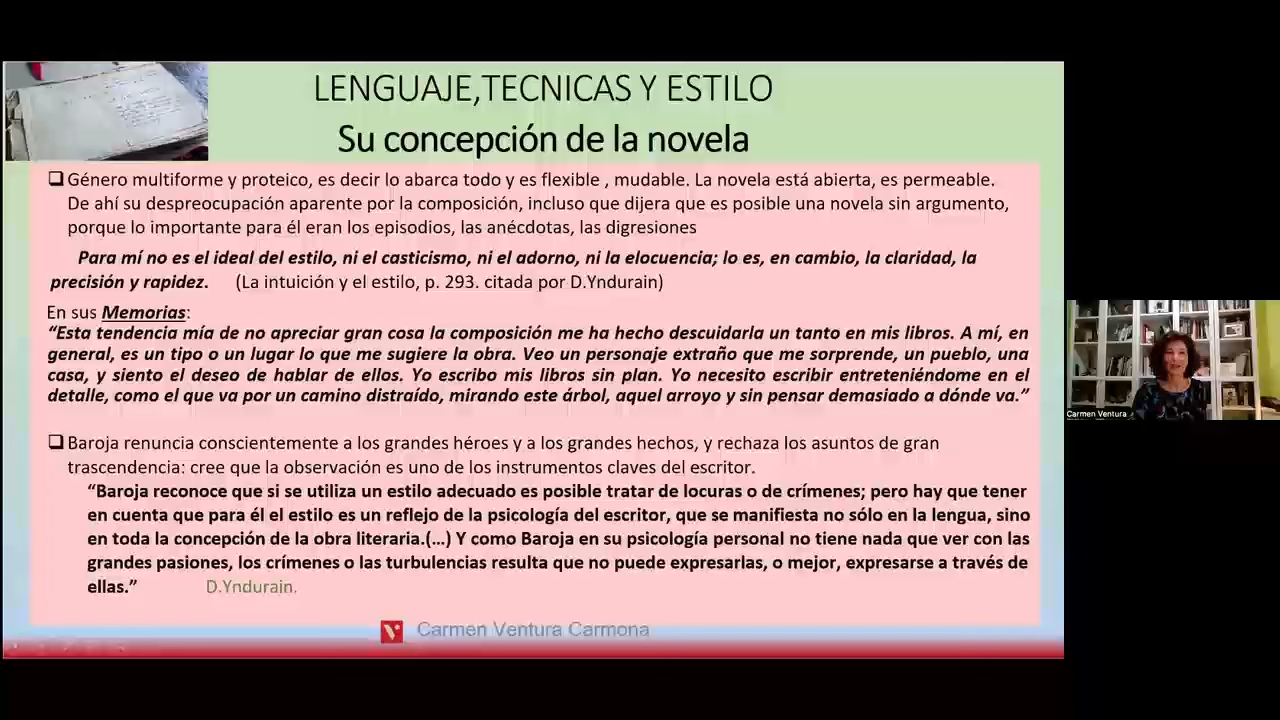 LENGUAJE,TECNICAS Y ESTILO
Su concepción de la novela
Género multiforme y proteico, es decir lo abarca todo y es flexible , mudable. La novela está abierta, es permeable.
De ahí su despreocupación aparente por la composición, incluso que dijera que es posible una novela sin argumento,
porque lo importante para él eran los episodios, las anécdotas, las digresiones
Para mí no es el ideal del estilo, ni el casticismo, ni el adorno, ni la elocuencia; lo es, en cambio, la claridad, la
precisión y rapidez. (La intuición y el estilo, p. 293. citada por D.Yndurain)
En sus Memorias:
“Esta tendencia mía de no apreciar gran cosa la composición me ha hecho descuidarla un tanto en mis libros. A mí, en
general, es un tipo o un lugar lo que me sugiere la obra. Veo un personaje extraño que me sorprende, un pueblo, una
casa, y siento el deseo de hablar de ellos. Yo escribo mis libros sin plan. Yo necesito escribir entreteniéndome en el
detalle, como el que va por un camino distraído, mirando este árbol, aquel arroyo y sin pensar demasiado a dónde va.”
Baroja renuncia conscientemente a los grandes héroes y a los grandes hechos, y rechaza los asuntos de gran
trascendencia: cree que la observación es uno de los instrumentos claves del escritor.
“Baroja reconoce que si se utiliza un estilo adecuado es posible tratar de locuras o de crímenes; pero hay que tener
en cuenta que para él el estilo es un reflejo de la psicología del escritor, que se manifiesta no sólo en la lengua, sino
en toda la concepción de la obra literaria.(…) Y como Baroja en su psicología personal no tiene nada que ver con las
grandes pasiones, los crímenes o las turbulencias resulta que no puede expresarlas, o mejor, expresarse a través de
ellas.” D.Yndurain.
Carmen Ventura Carmona
Carmen Ventura